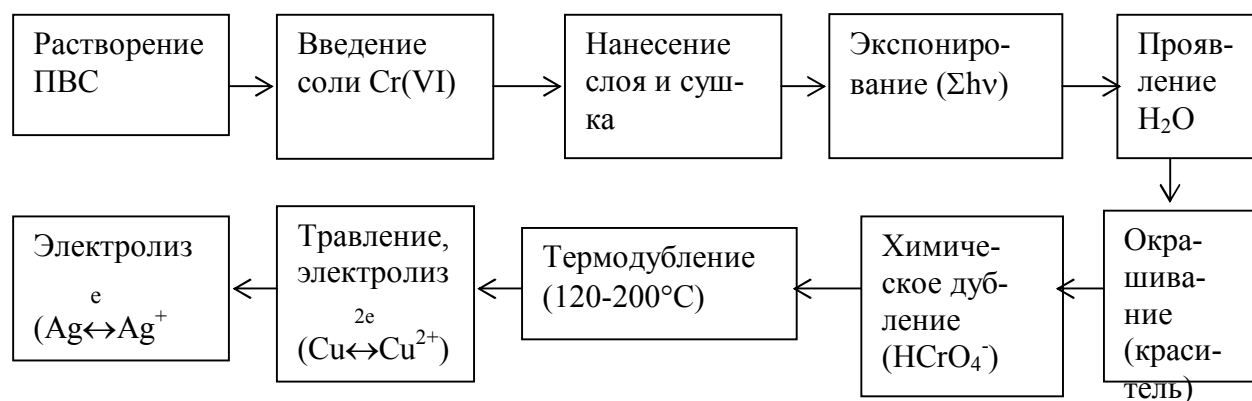 Растворение
ПВС
Введение
соли Cr(VI)
Нанесение
слоя и суш-
ка
Экспониро-
вание (Σhν)
Прояв-
ление
H₂O
Окра-
шива-
ние
(краси-
тель)
Химиче-
ское дуб-
ление
(HCrO₄⁻)
Термодубление
(120-200°C)
Травление,
электролиз
2e
(Cu↔Cu²⁺)
Электролиз
e
(Ag↔Ag⁺